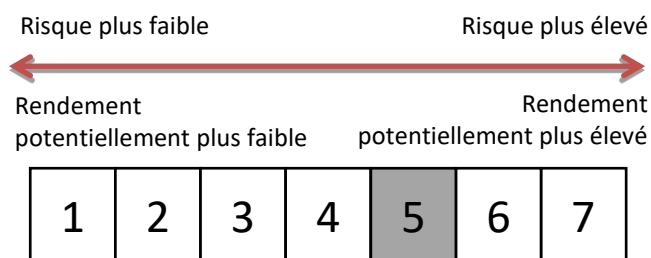 Risque plus faible Risque plus élevé
Rendement Rendement
potentiellement plus faible potentiellement plus élevé
1 2 3 4 5 6 7